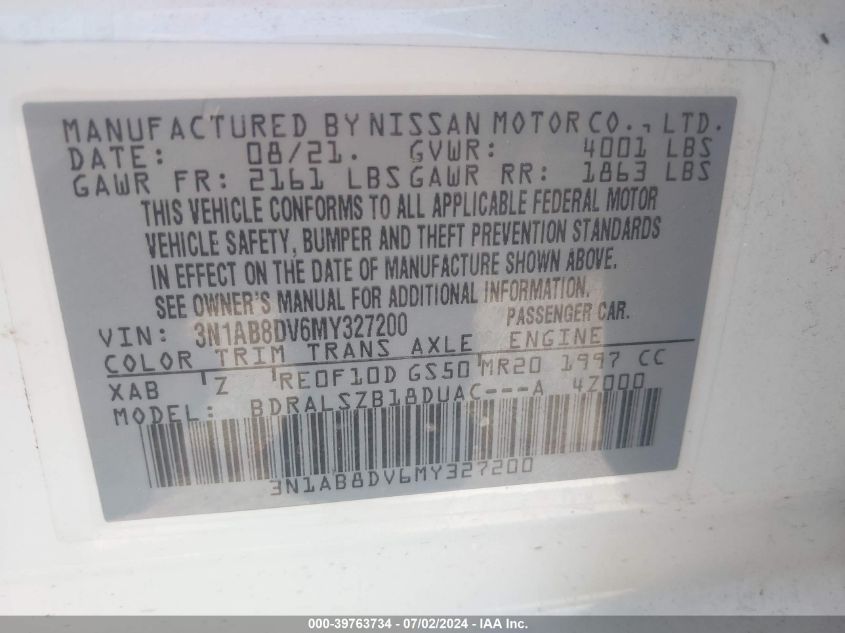 MANUFACTURED BY NISSAN MOTOR CO., LTD.
DATE: 08/21. GVWR: 4001 LBS
GAWR FR: 2161 LBS GAWR RR: 1863 LBS
THIS VEHICLE CONFORMS TO ALL APPLICABLE FEDERAL MOTOR
VEHICLE SAFETY, BUMPER AND THEFT PREVENTION STANDARDS
IN EFFECT ON THE DATE OF MANUFACTURE SHOWN ABOVE.
SEE OWNER'S MANUAL FOR ADDITIONAL INFORMATION.
VIN: 3N1AB8DV6MY327200 PASSENGER CAR.
COLOR TRIM TRANS AXLE ENGINE
XAB Z RE0F10D GS50 MR20 1997 CC
MODEL: BDRALSZB18DUAC---A 4Z000
3N1AB8DV6MY327200
000-39763734 - 07/02/2024 - IAA Inc.